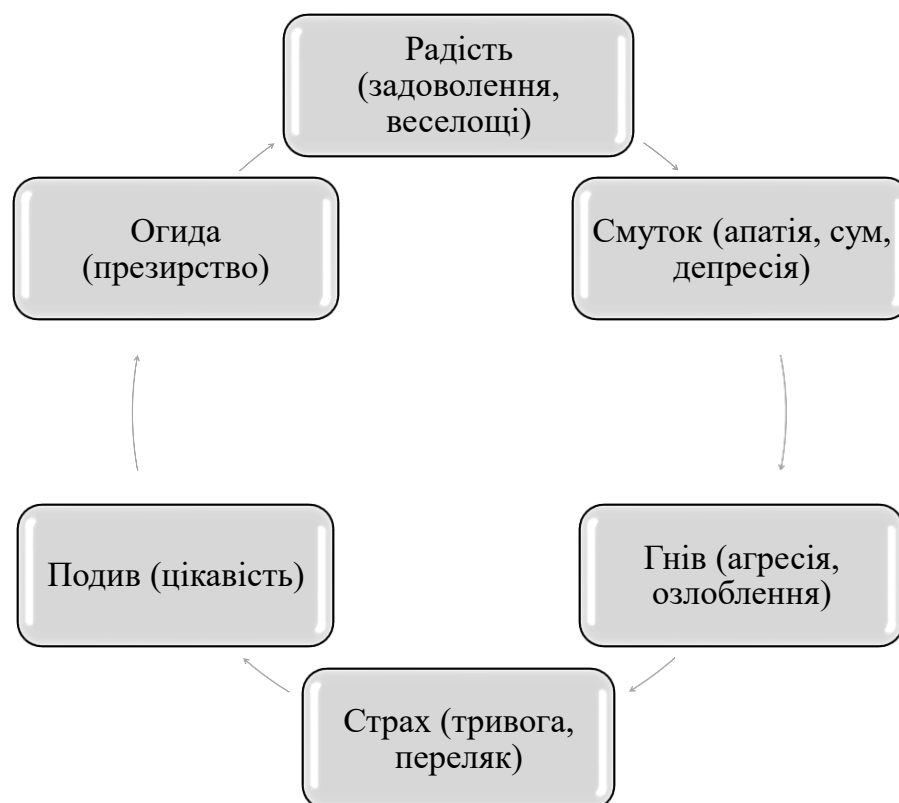 Радість
(задоволення,
веселощі)
Смуток (апатія, сум,
депресія)
Гнів (агресія,
озлоблення)
Страх (тривога,
переляк)
Подив (цікавість)
Огида
(презирство)